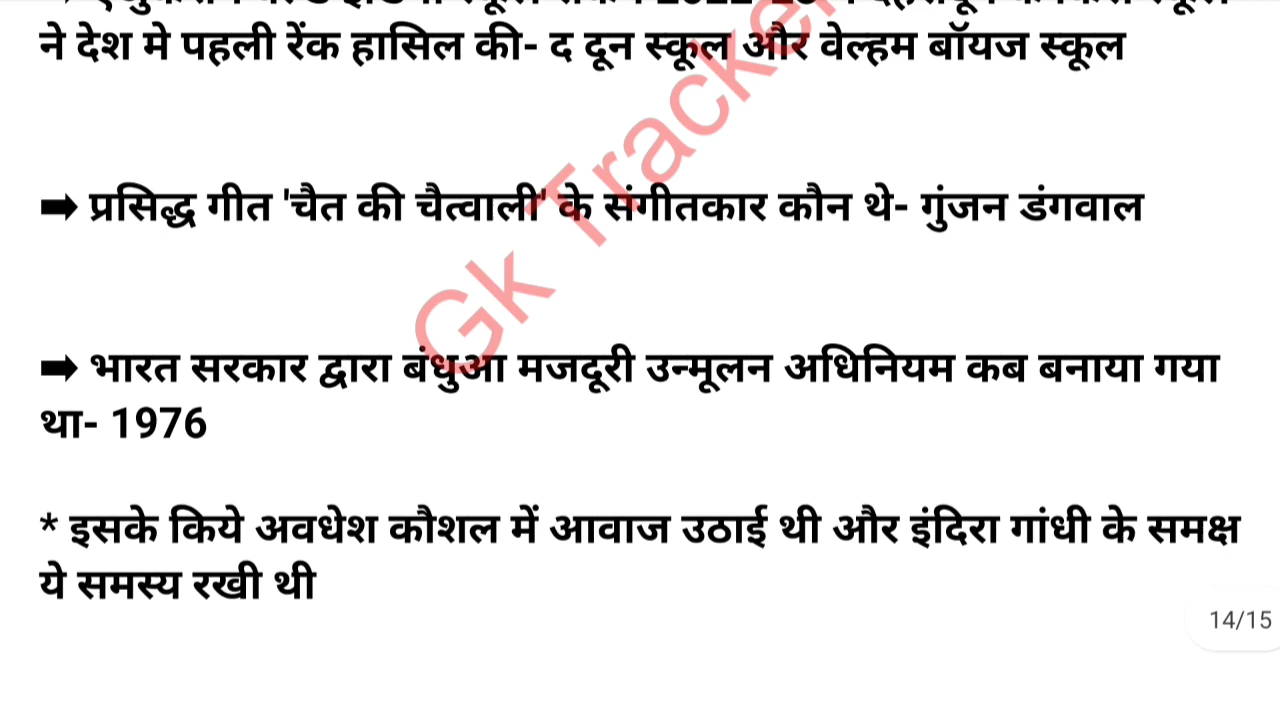 ने देश मे पहली रेंक हासिल की- द दून स्कूल और वेल्हम बॉयज स्कूल
➡ प्रसिद्ध गीत 'चैत की चैत्वाली' के संगीतकार कौन थे- गुंजन डंगवाल
➡ भारत सरकार द्वारा बंधुआ मजदूरी उन्मूलन अधिनियम कब बनाया गया
था- 1976
* इसके किये अवधेश कौशल में आवाज उठाई थी और इंदिरा गांधी के समक्ष
ये समस्य रखी थी
14/15
Gk Tracker